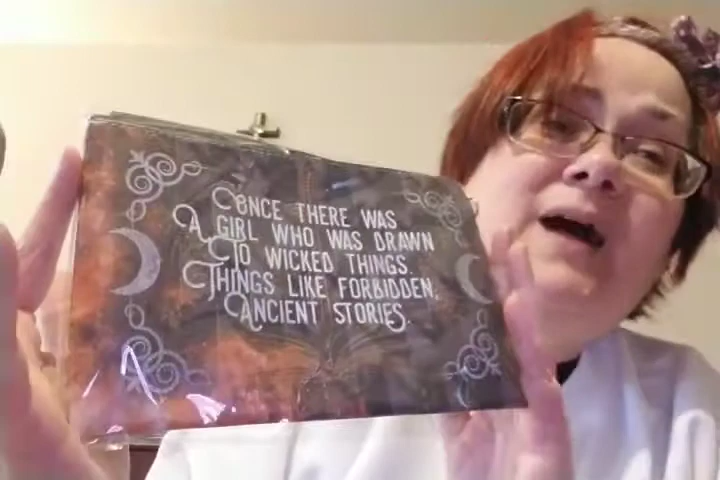 ONCE THERE WAS
A GIRL WHO WAS DRAWN
TO WICKED THINGS.
THINGS LIKE FORBIDDEN,
ANCIENT STORIES.